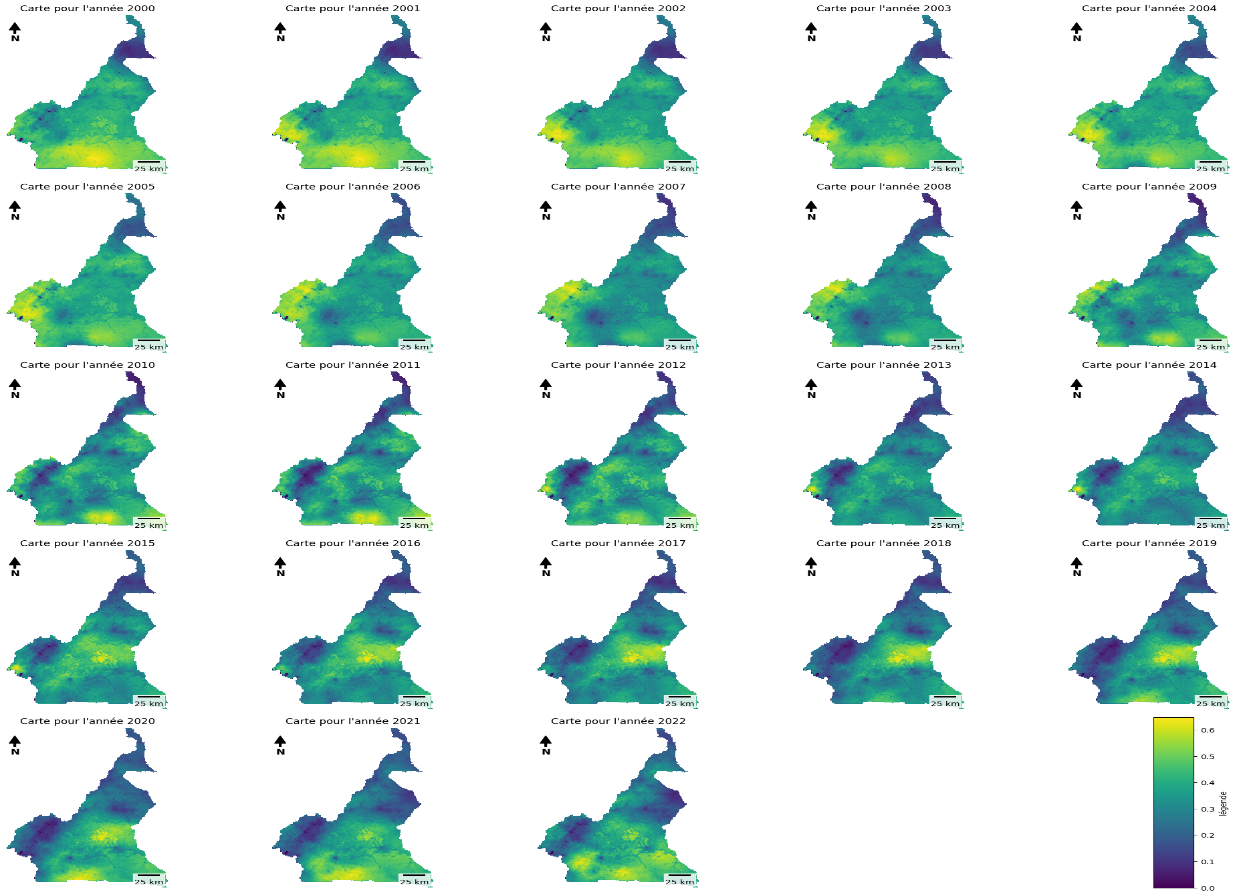 Carte pour l'année 2000
Carte pour l'année 2001
Carte pour l'année 2002
Carte pour l'année 2003
Carte pour l'année 2004
N
N
N
N
N
25 km
25 km
25 km
25 km
25 km
Carte pour l'année 2005
Carte pour l'année 2006
Carte pour l'année 2007
Carte pour l'année 2008
Carte pour l'année 2009
N
N
N
N
N
25 km
25 km
25 km
25 km
25 km
Carte pour l'année 2010
Carte pour l'année 2011
Carte pour l'année 2012
Carte pour l'année 2013
Carte pour l'année 2014
N
N
N
N
N
25 km
25 km
25 km
25 km
25 km
Carte pour l'année 2015
Carte pour l'année 2016
Carte pour l'année 2017
Carte pour l'année 2018
Carte pour l'année 2019
N
N
N
N
N
25 km
25 km
25 km
25 km
25 km
Carte pour l'année 2020
Carte pour l'année 2021
Carte pour l'année 2022
N
N
N
25 km
25 km
25 km
0.6
0.5
0.4
0.3
0.2
0.1
0.0
légende